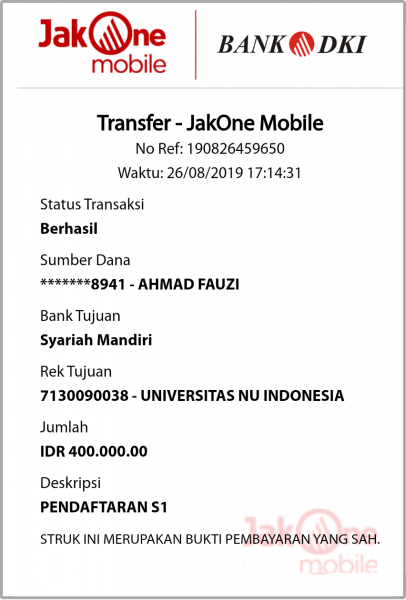 JakOne
mobile
BANK DKI
Transfer - JakOne Mobile
No Ref: 190826459650
Waktu: 26/08/2019 17:14:31
Status Transaksi
Berhasil
Sumber Dana
*******8941 - AHMAD FAUZI
Bank Tujuan
Syariah Mandiri
Rek Tujuan
7130090038 - UNIVERSITAS NU INDONESIA
Jumlah
IDR 400.000.00
Deskripsi
PENDAFTARAN S1
JakOne
STRUK INI MERUPAKAN BUKTI PEMBAYARAN YANG SAH.
mobile